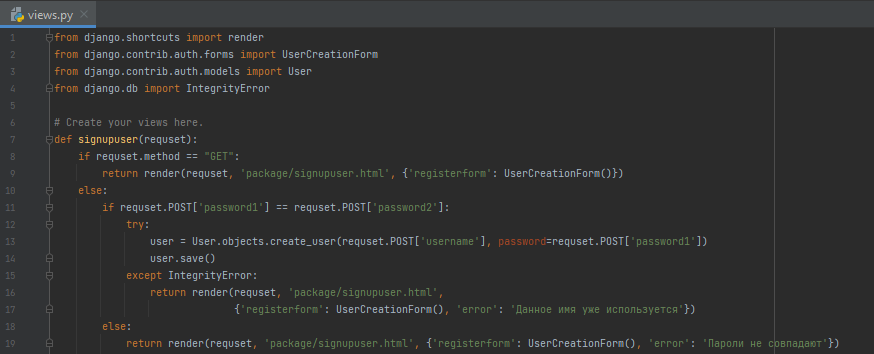 views.py
1 from django.shortcuts import render
2 from django.contrib.auth.forms import UserCreationForm
3 from django.contrib.auth.models import User
4 from django.db import IntegrityError
5
6 # Create your views here.
7 def signupuser(requset):
8     if requset.method == "GET":
9         return render(requset, 'package/signupuser.html', {'registerform': UserCreationForm()})
10     else:
11         if requset.POST['password1'] == requset.POST['password2']:
12             try:
13                 user = User.objects.create_user(requset.POST['username'], password=requset.POST['password1'])
14                 user.save()
15             except IntegrityError:
16                 return render(requset, 'package/signupuser.html',
17                               {'registerform': UserCreationForm(), 'error': 'Данное имя уже используется'})
18         else:
19             return render(requset, 'package/signupuser.html', {'registerform': UserCreationForm(), 'error': 'Пароли не совпадают'})